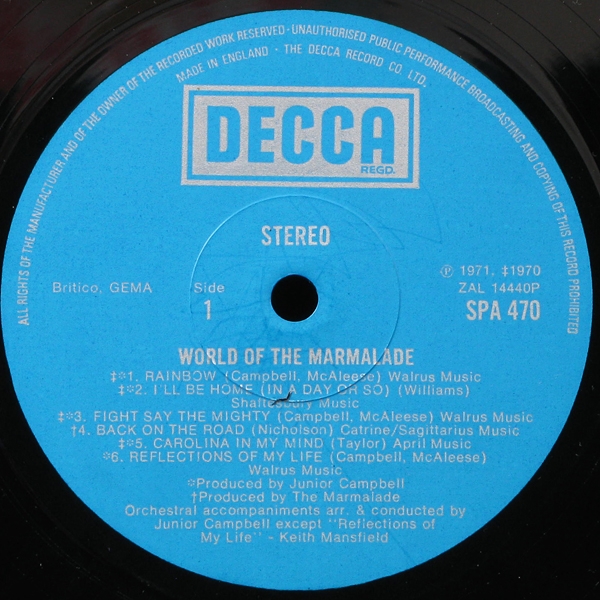 ALL RIGHTS OF THE MANUFACTURER AND OF THE OWNER OF THE RECORDED WORK RESERVED - UNAUTHORISED PUBLIC PERFORMANCE BROADCASTING AND COPYING OF THIS RECORD PROHIBITED
MADE IN ENGLAND - THE DECCA RECORD CO. LTD.
DECCA
REGD.
STEREO
Britico, GEMA
Side
1
℗ 1971, ‡1970
ZAL 14440P
SPA 470
WORLD OF THE MARMALADE
‡¤1. RAINBOW (Campbell, McAleese) Walrus Music
‡¤2. I'LL BE HOME (IN A DAY OR SO) (Williams)
Shaftesbury Music
‡¤3. FIGHT SAY THE MIGHTY (Campbell, McAleese) Walrus Music
†4. BACK ON THE ROAD (Nicholson) Catrine/Sagittarius Music
‡¤5. CAROLINA IN MY MIND (Taylor) April Music
¤6. REFLECTIONS OF MY LIFE (Campbell, McAleese)
Walrus Music
¤Produced by Junior Campbell
†Produced by The Marmalade
Orchestral accompaniments arr. & conducted by
Junior Campbell except "Reflections of
My Life" - Keith Mansfield